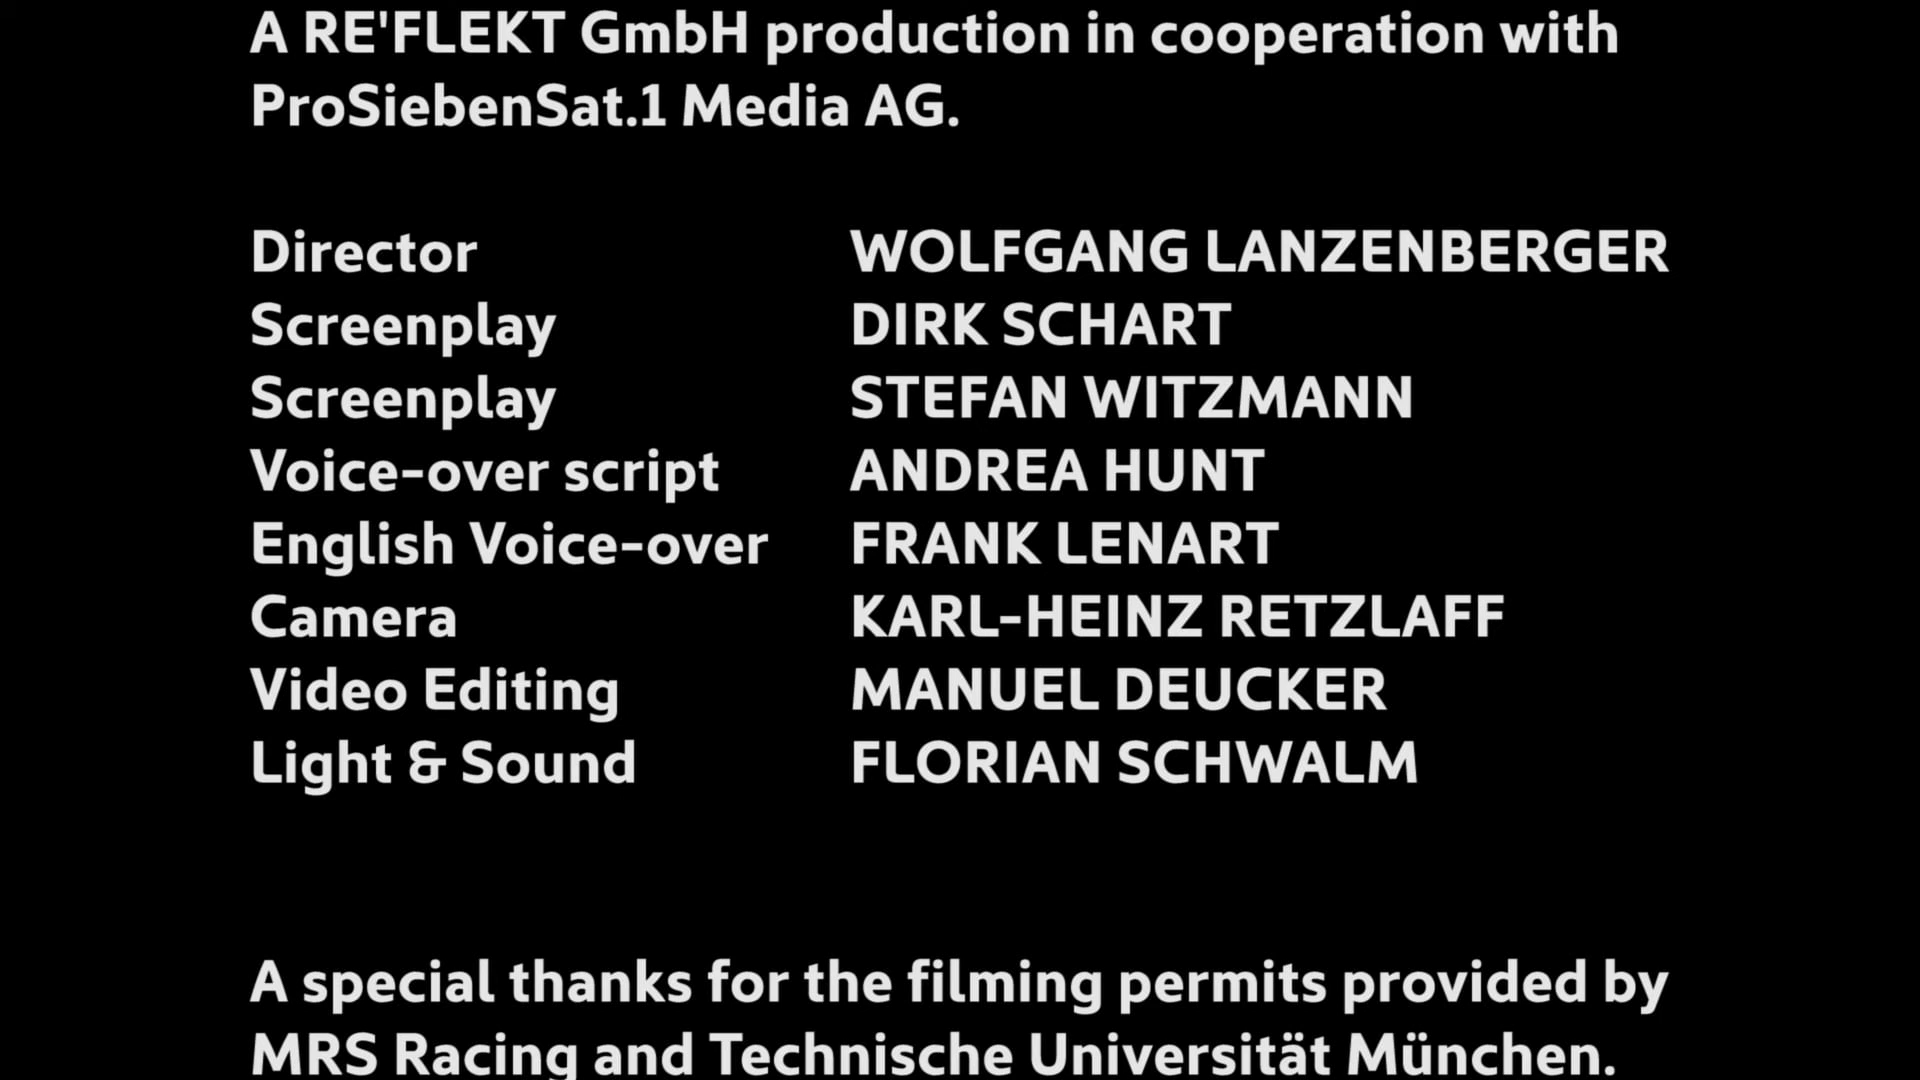 A RE'FLEKT GmbH production in cooperation with
ProSiebenSat.1 Media AG.
Director WOLFGANG LANZENBERGER
Screenplay DIRK SCHART
Screenplay STEFAN WITZMANN
Voice-over script ANDREA HUNT
English Voice-over FRANK LENART
Camera KARL-HEINZ RETZLAFF
Video Editing MANUEL DEUCKER
Light & Sound FLORIAN SCHWALM
A special thanks for the filming permits provided by
MRS Racing and Technische Universität München.